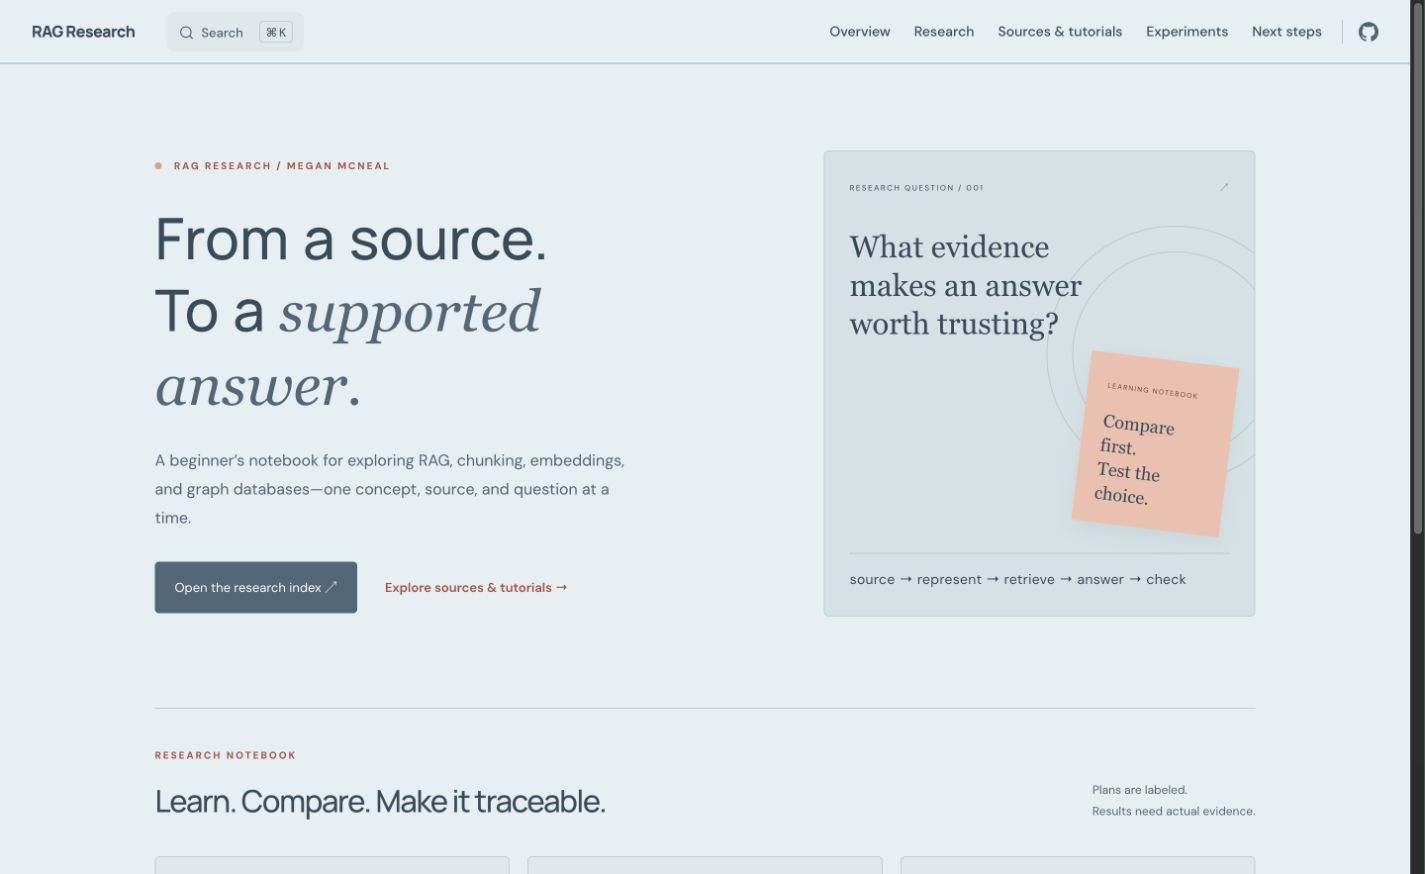 RAG Research
Search
⌘ K
Overview
Research
Sources & tutorials
Experiments
Next steps
RAG RESEARCH / MEGAN MCNEAL
From a source.
To a supported
answer.
A beginner’s notebook for exploring RAG, chunking, embeddings,
and graph databases—one concept, source, and question at a
time.
Open the research index ↗
Explore sources & tutorials →
RESEARCH QUESTION / 001
↗
What evidence
makes an answer
worth trusting?
LEARNING NOTEBOOK
Compare
first.
Test the
choice.
source → represent → retrieve → answer → check
RESEARCH NOTEBOOK
Learn. Compare. Make it traceable.
Plans are labeled.
Results need actual evidence.